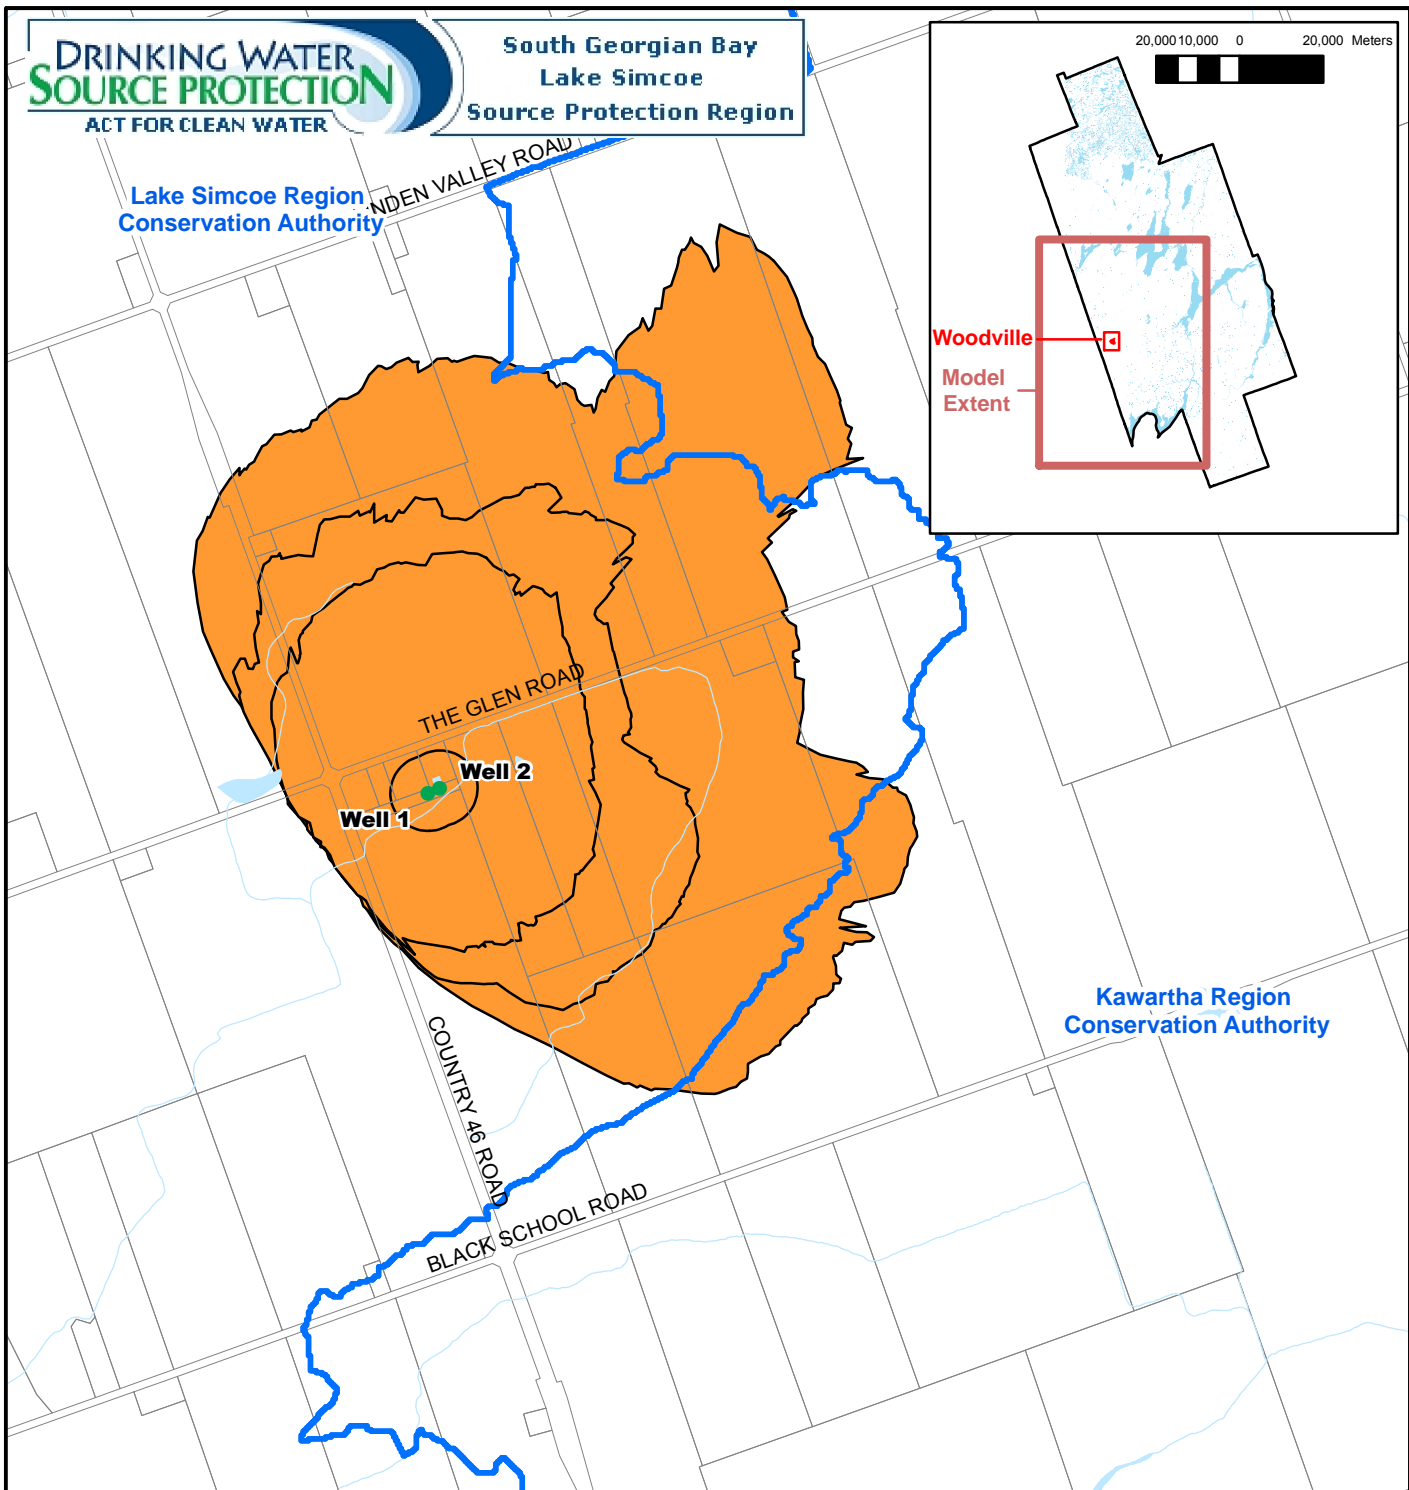 DRINKING WATER
SOURCE PROTECTION
ACT FOR CLEAN WATER
South Georgian Bay
Lake Simcoe
Source Protection Region
20,000 10,000 0 20,000 Meters
Woodville
Model
Extent
Lake Simcoe Region
Conservation Authority
NDEN VALLEY ROAD
THE GLEN ROAD
Well 2
Well 1
Kawartha Region
Conservation Authority
COUNTRY 46 ROAD
BLACK SCHOOL ROAD